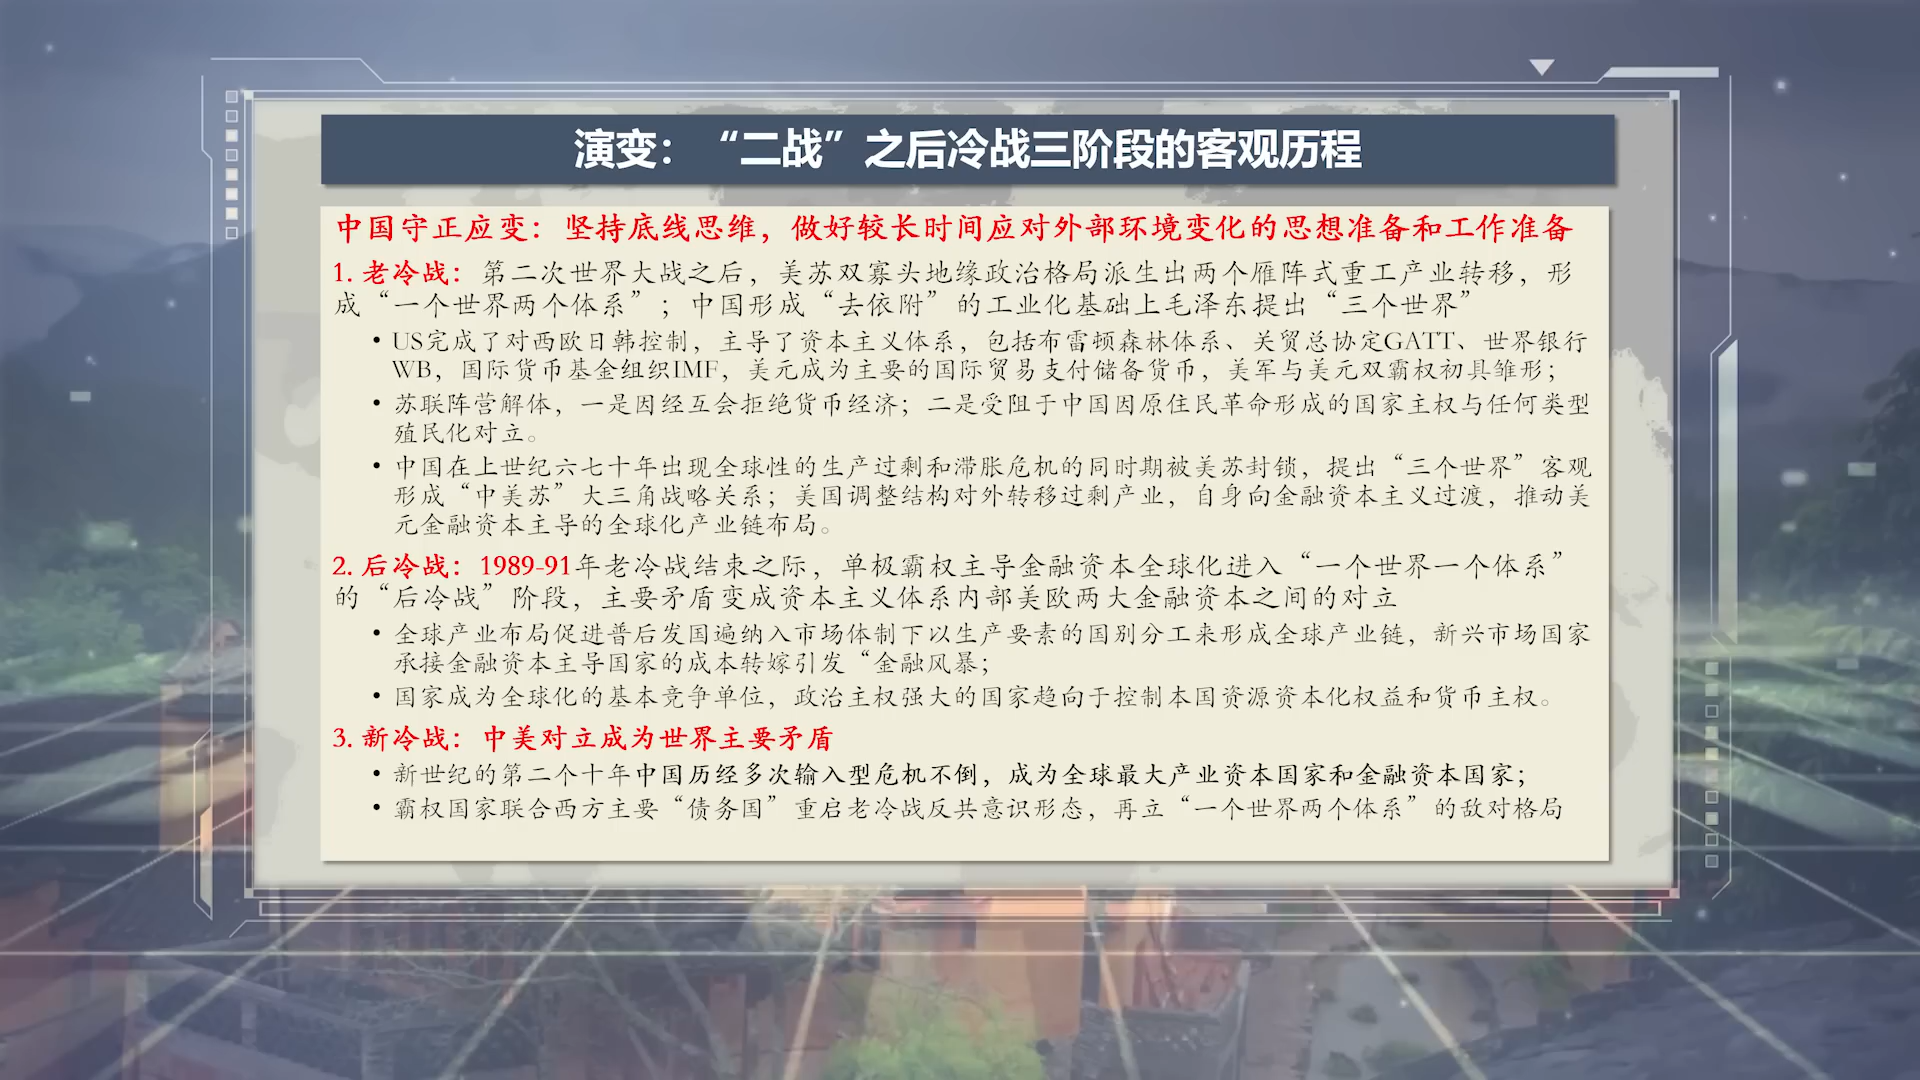 演变：“二战”之后冷战三阶段的客观历程
中国守正应变：坚持底线思维，做好较长时间应对外部环境变化的思想准备和工作准备
1. 老冷战：第二次世界大战之后，美苏双寡头地缘政治格局派生出两个雁阵式重工产业转移，形
成“一个世界两个体系”；中国形成“去依附”的工业化基础上毛泽东提出“三个世界”
• US完成了对西欧日韩控制，主导了资本主义体系，包括布雷顿森林体系、关贸总协定GATT、世界银行
WB，国际货币基金组织IMF，美元成为主要的国际贸易支付储备货币，美军与美元双霸权初具雏形；
• 苏联阵营解体，一是因经互会拒绝货币经济；二是受阻于中国因原住民革命形成的国家主权与任何类型
殖民化对立。
• 中国在上世纪六七十年出现全球性的生产过剩和滞胀危机的同时期被美苏封锁，提出“三个世界”客观
形成“中美苏”大三角战略关系；美国调整结构对外转移过剩产业，自身向金融资本主义过渡，推动美
元金融资本主导的全球化产业链布局。
2. 后冷战：1989-91年老冷战结束之际，单极霸权主导金融资本全球化进入“一个世界一个体系”
的“后冷战”阶段，主要矛盾变成资本主义体系内部美欧两大金融资本之间的对立
• 全球产业布局促进普后发国遍纳入市场体制下以生产要素的国别分工来形成全球产业链，新兴市场国家
承接金融资本主导国家的成本转嫁引发“金融风暴；
• 国家成为全球化的基本竞争单位，政治主权强大的国家趋向于控制本国资源资本化权益和货币主权。
3. 新冷战：中美对立成为世界主要矛盾
• 新世纪的第二个十年中国历经多次输入型危机不倒，成为全球最大产业资本国家和金融资本国家；
• 霸权国家联合西方主要“债务国”重启老冷战反共意识形态，再立“一个世界两个体系”的敌对格局